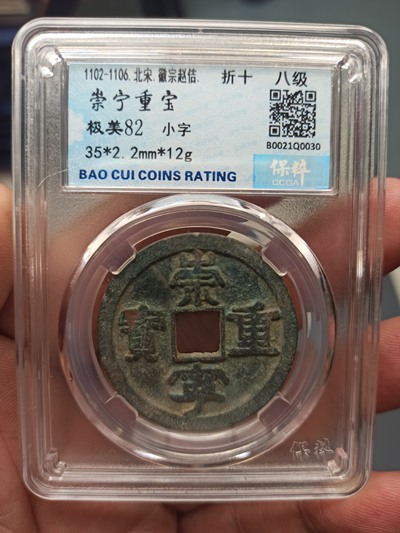 1102-1106.北宋.徽宗赵佶. 折十 八级
崇宁重宝
极美82 小字
35*2.2mm*12g
B0021Q0030
BAO CUI COINS RATING
保粹
CCGA
崇
寶 重
寧
保粹